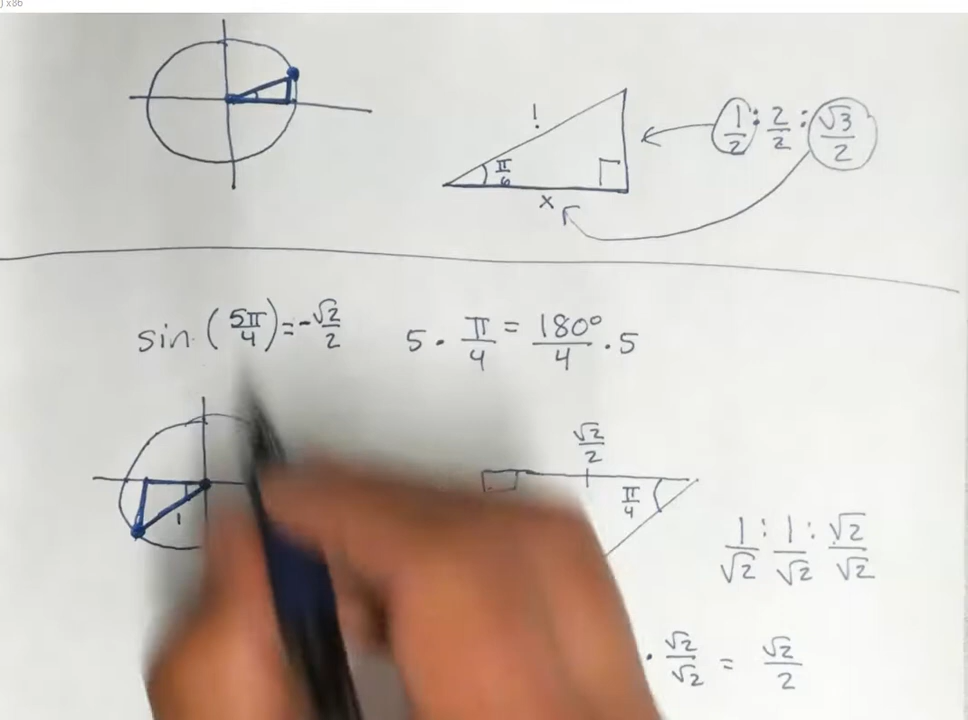 ) x86
1
π/6
x
1/2 : 2/2 : √3/2
sin (5π/4) = -√2/2
5 · π/4 = 180°/4 · 5
1
√2/2
π/4
1/√2 : 1/√2 : √2/√2
· √2/√2 = √2/2